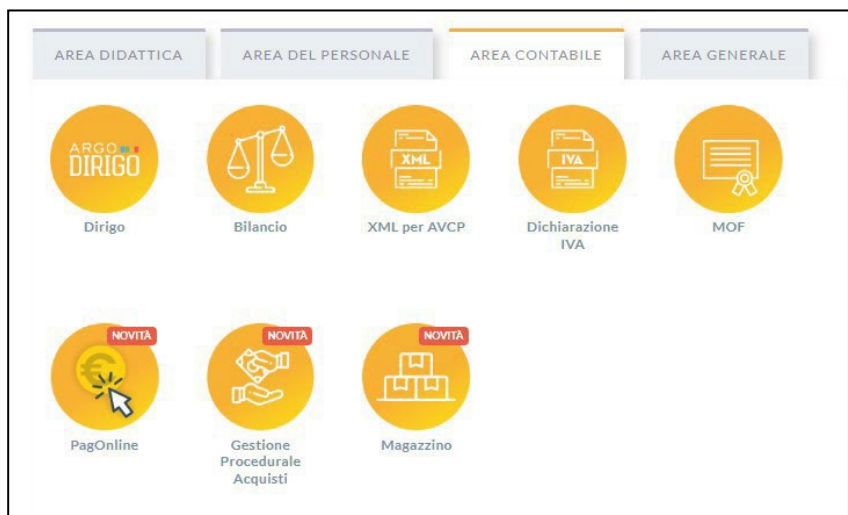 AREA DIDATTICA
AREA DEL PERSONALE
AREA CONTABILE
AREA GENERALE
ARGO
DIRIGO
XML
IVA
Dirigo
Bilancio
XML per AVCP
Dichiarazione
IVA
MOF
NOVITÀ
NOVITÀ
NOVITÀ
€
PagOnline
Gestione
Procedurale
Acquisti
Magazzino